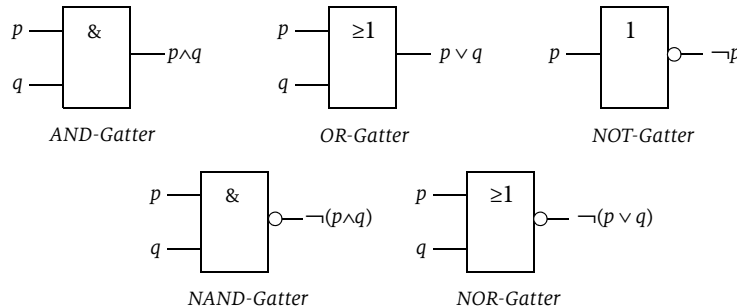 p & p∧q
q
AND-Gatter
p ≥1 p ∨ q
q
OR-Gatter
p 1 ¬p
NOT-Gatter
p & ¬(p∧q)
q
NAND-Gatter
p ≥1 ¬(p ∨ q)
q
NOR-Gatter